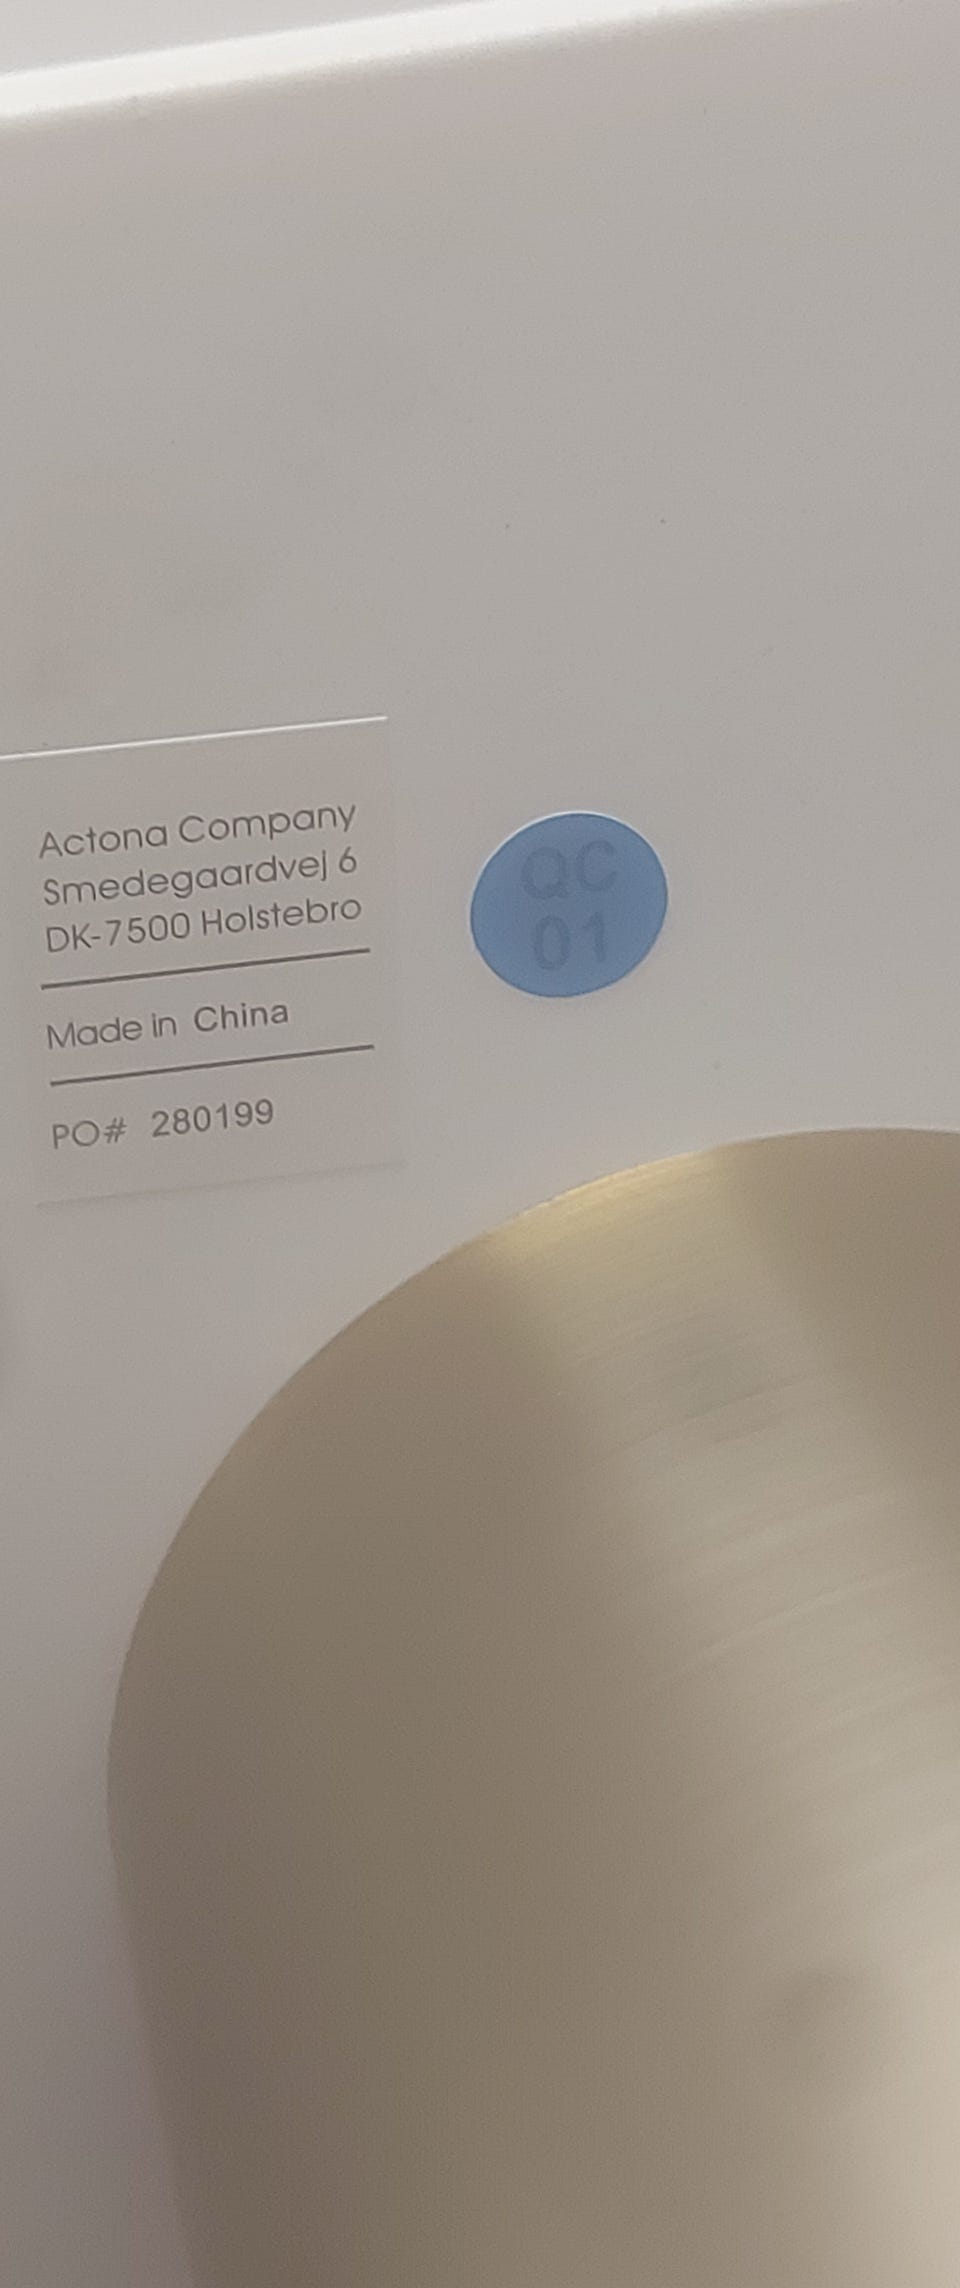 Actona Company
Smedegaardvej 6
DK-7500 Holstebro
Made in China
PO# 280199
QC
01